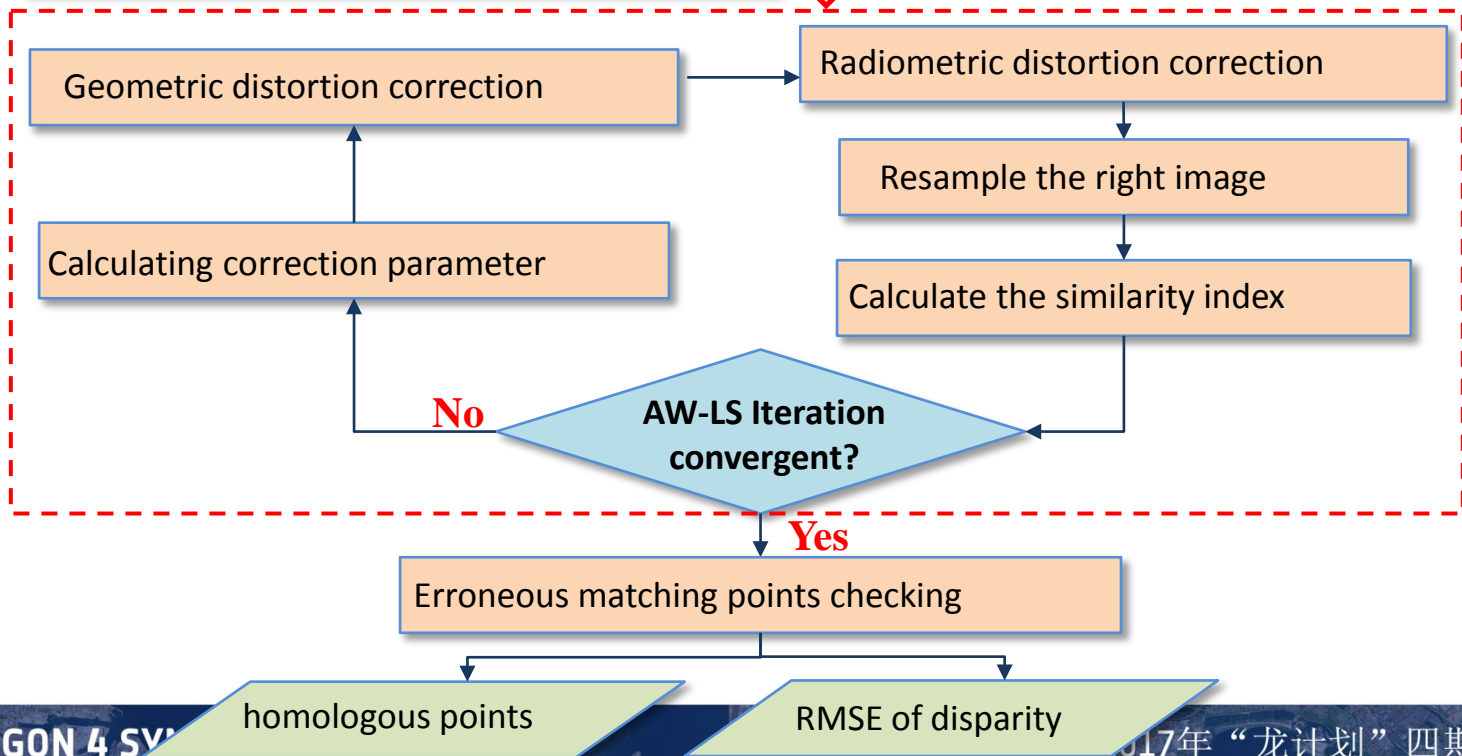 Geometric distortion correction
Radiometric distortion correction
Resample the right image
Calculating correction parameter
Calculate the similarity index
No
AW-LS Iteration
convergent?
Yes
Erroneous matching points checking
homologous points
RMSE of disparity
GON 4 SY
17年“龙计划”四期